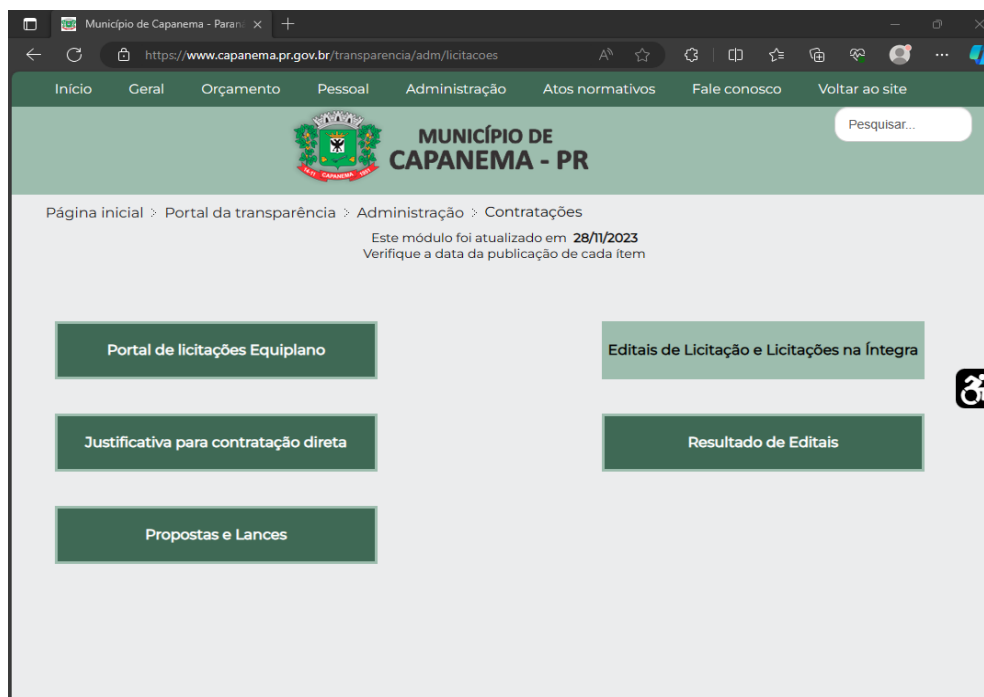 Município de Capanema - Paraná
https://www.capanema.pr.gov.br/transparencia/adm/licitacoes
Início Geral Orçamento Pessoal Administração Atos normativos Fale conosco Voltar ao site
MUNICÍPIO DE
CAPANEMA - PR
Pesquisar...
CAPANEMA
Página inicial > Portal da transparência > Administração > Contratações
Este módulo foi atualizado em 28/11/2023
Verifique a data da publicação de cada ítem
Portal de licitações Equiplano
Editais de Licitação e Licitações na Íntegra
Justificativa para contratação direta
Resultado de Editais
Propostas e Lances